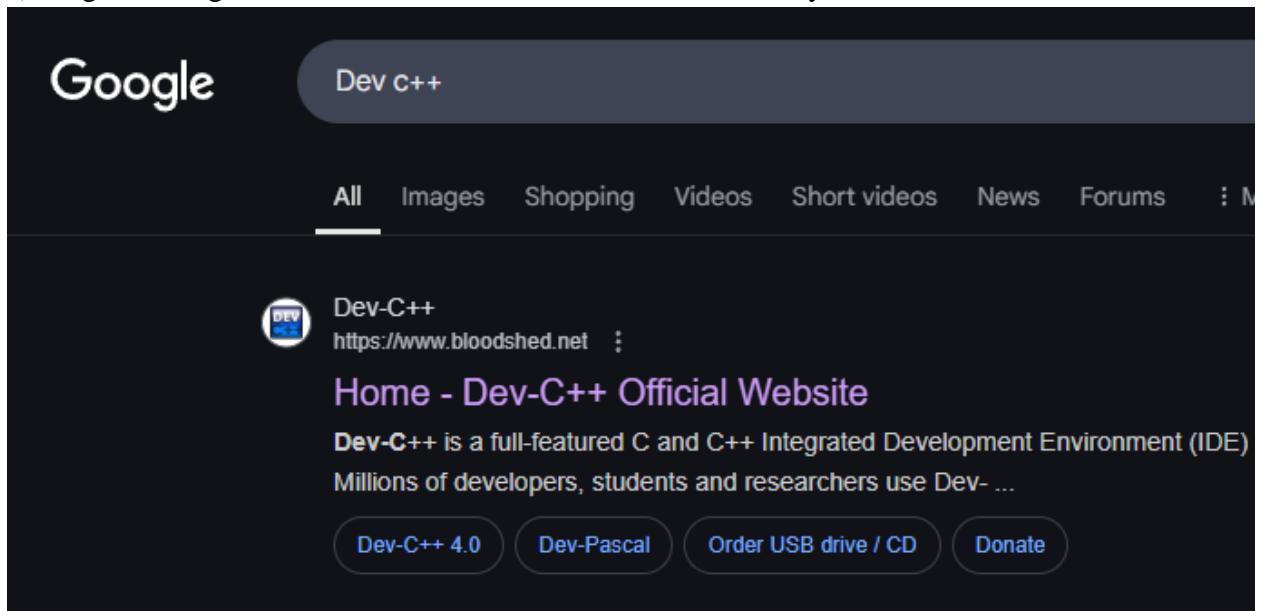 Google
Dev c++
All Images Shopping Videos Short videos News Forums
DEV
Dev-C++
https://www.bloodshed.net
Home - Dev-C++ Official Website
Dev-C++ is a full-featured C and C++ Integrated Development Environment (IDE)
Millions of developers, students and researchers use Dev- ...
Dev-C++ 4.0 Dev-Pascal Order USB drive / CD Donate